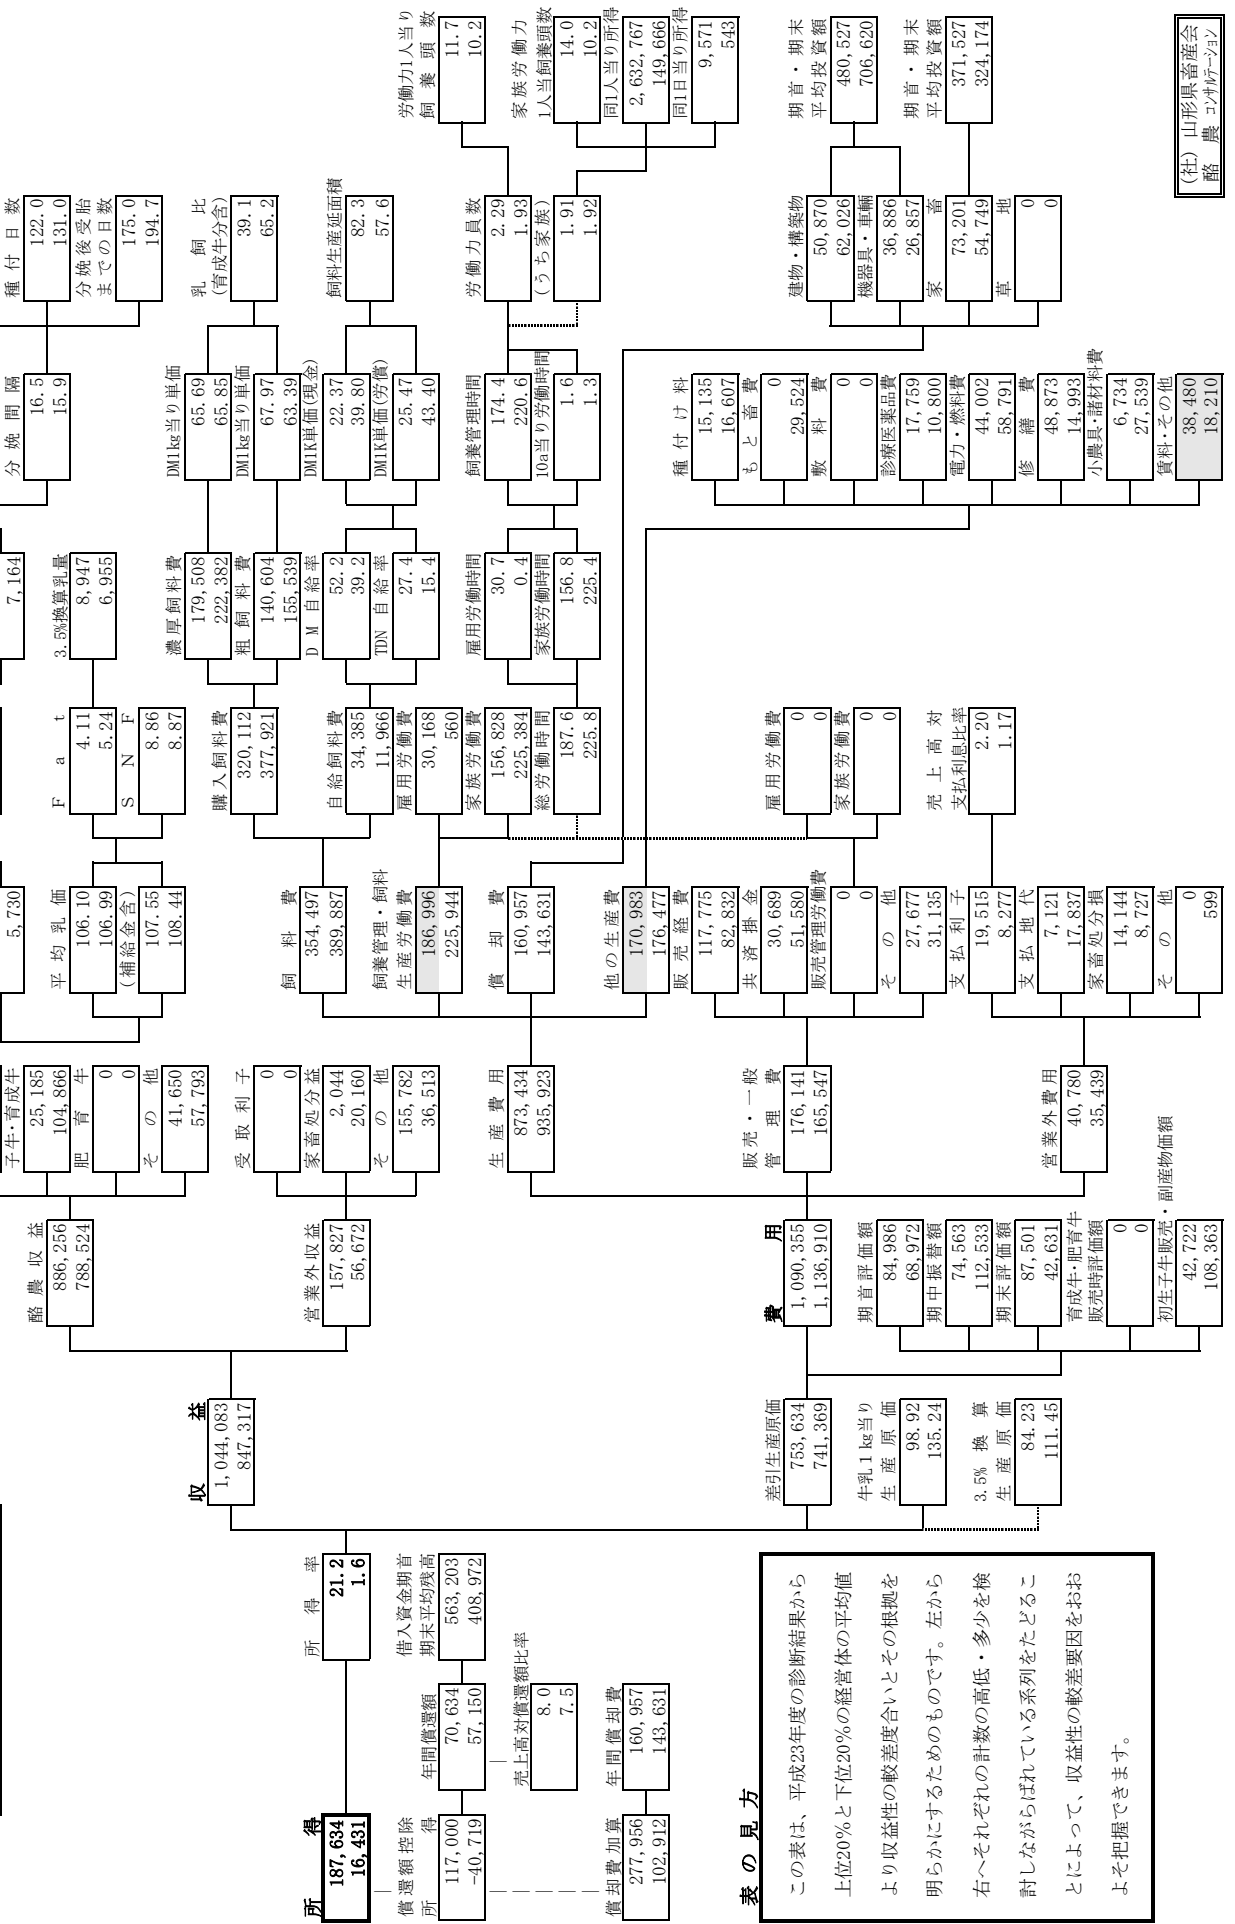 所得
187,634
16,431
償還額控除
所得
117,000
-40,719
償却費加算
277,956
102,912
年間償還額
70,634
57,150
売上高対償還額比率
8.0
7.5
年間償却費
160,957
143,631
所得率
21.2
1.6
借入資金期首
期末平均残高
563,203
408,972
表の見方
この表は、平成23年度の診断結果から
上位20%と下位20%の経営体の平均値
より収益性の較差度合いとその根拠を
明らかにするためのものです。左から
右へそれぞれの計数の高低・多少を検
討しながらばれている系列をたどるこ
とによって、収益性の較差要因をおお
よそ把握できます。
収益
1,044,083
847,317
差引生産原価
753,634
741,369
牛乳1kg当り
生産原価
98.92
135.24
3.5%換算
生産原価
84.23
111.45
酪農収益
886,256
788,524
営業外収益
157,827
56,672
費用
1,090,355
1,136,910
期首評価額
84,986
68,972
期中振替額
74,563
112,533
期末評価額
87,501
42,631
育成牛・肥育牛
販売時評価額
0
0
初生子牛販売・副産物価額
42,722
108,363
子牛・育成牛
25,185
104,866
肥育牛
0
0
その他
41,650
57,793
受取利子
0
0
家畜処分益
2,044
20,160
その他
155,782
36,513
生産費用
873,434
935,923
販売・一般
管理費
176,141
165,547
営業外費用
40,780
35,439
5,730
平均乳価
106.10
106.99
(補給金含)
107.55
108.44
飼料費
354,497
389,887
飼養管理・飼料
生産労働費
186,996
225,944
償却費
160,957
143,631
他の生産費
170,983
176,477
販売経費
117,775
82,832
共済掛金
30,689
51,580
販売管理労働費
0
0
その他
27,677
31,135
支払利子
19,515
8,277
支払地代
7,121
17,837
家畜処分損
14,144
8,727
その他
0
599
Fat
4.11
5.24
SNF
8.86
8.87
購入飼料費
320,112
377,921
自給飼料費
34,385
11,966
雇用労働費
30,168
560
家族労働費
156,828
225,384
総労働時間
187.6
225.8
雇用労働費
0
0
家族労働費
0
0
売上高対
支払利息比率
2.20
1.17
7,164
3.5%換算乳量
8,947
6,955
濃厚飼料費
179,508
222,382
粗飼料費
140,604
155,539
DM自給率
52.2
39.2
TDN自給率
27.4
15.4
雇用労働時間
30.7
0.4
家族労働時間
156.8
225.4
分娩間隔
16.5
15.9
DM1kg当り単価
65.69
65.85
DM1kg当り単価
67.97
63.39
DM1K単価(現金)
22.37
39.80
DM1K単価(労償)
25.47
43.40
飼養管理時間
174.4
220.6
10a当り労働時間
1.6
1.3
種付け料
15,135
16,607
もと畜費
0
29,524
敷料費
0
0
診療医薬品費
17,759
10,800
電力・燃料費
44,002
58,791
修繕費
48,873
14,993
小農具・諸材料費
6,734
27,539
賃料・その他
38,480
18,210
種付日数
122.0
131.0
分娩後受胎
までの日数
175.0
194.7
乳飼比
(育成牛分含)
39.1
65.2
飼料生産延面積
82.3
57.6
労働力員数
2.29
1.93
(うち家族)
1.91
1.92
建物・構築物
50,870
62,026
機器具・車輛
36,886
26,857
家畜
73,201
54,749
草地
0
0
労働力1人当り
飼養頭数
11.7
10.2
家族労働力
1人当飼養頭数
14.0
10.2
同1人当り所得
2,632,767
149,666
同1日当り所得
9,571
543
期首・期末
平均投資額
480,527
706,620
期首・期末
平均投資額
371,527
324,174
(社) 山形県畜産会
酪農 コンサルテーション